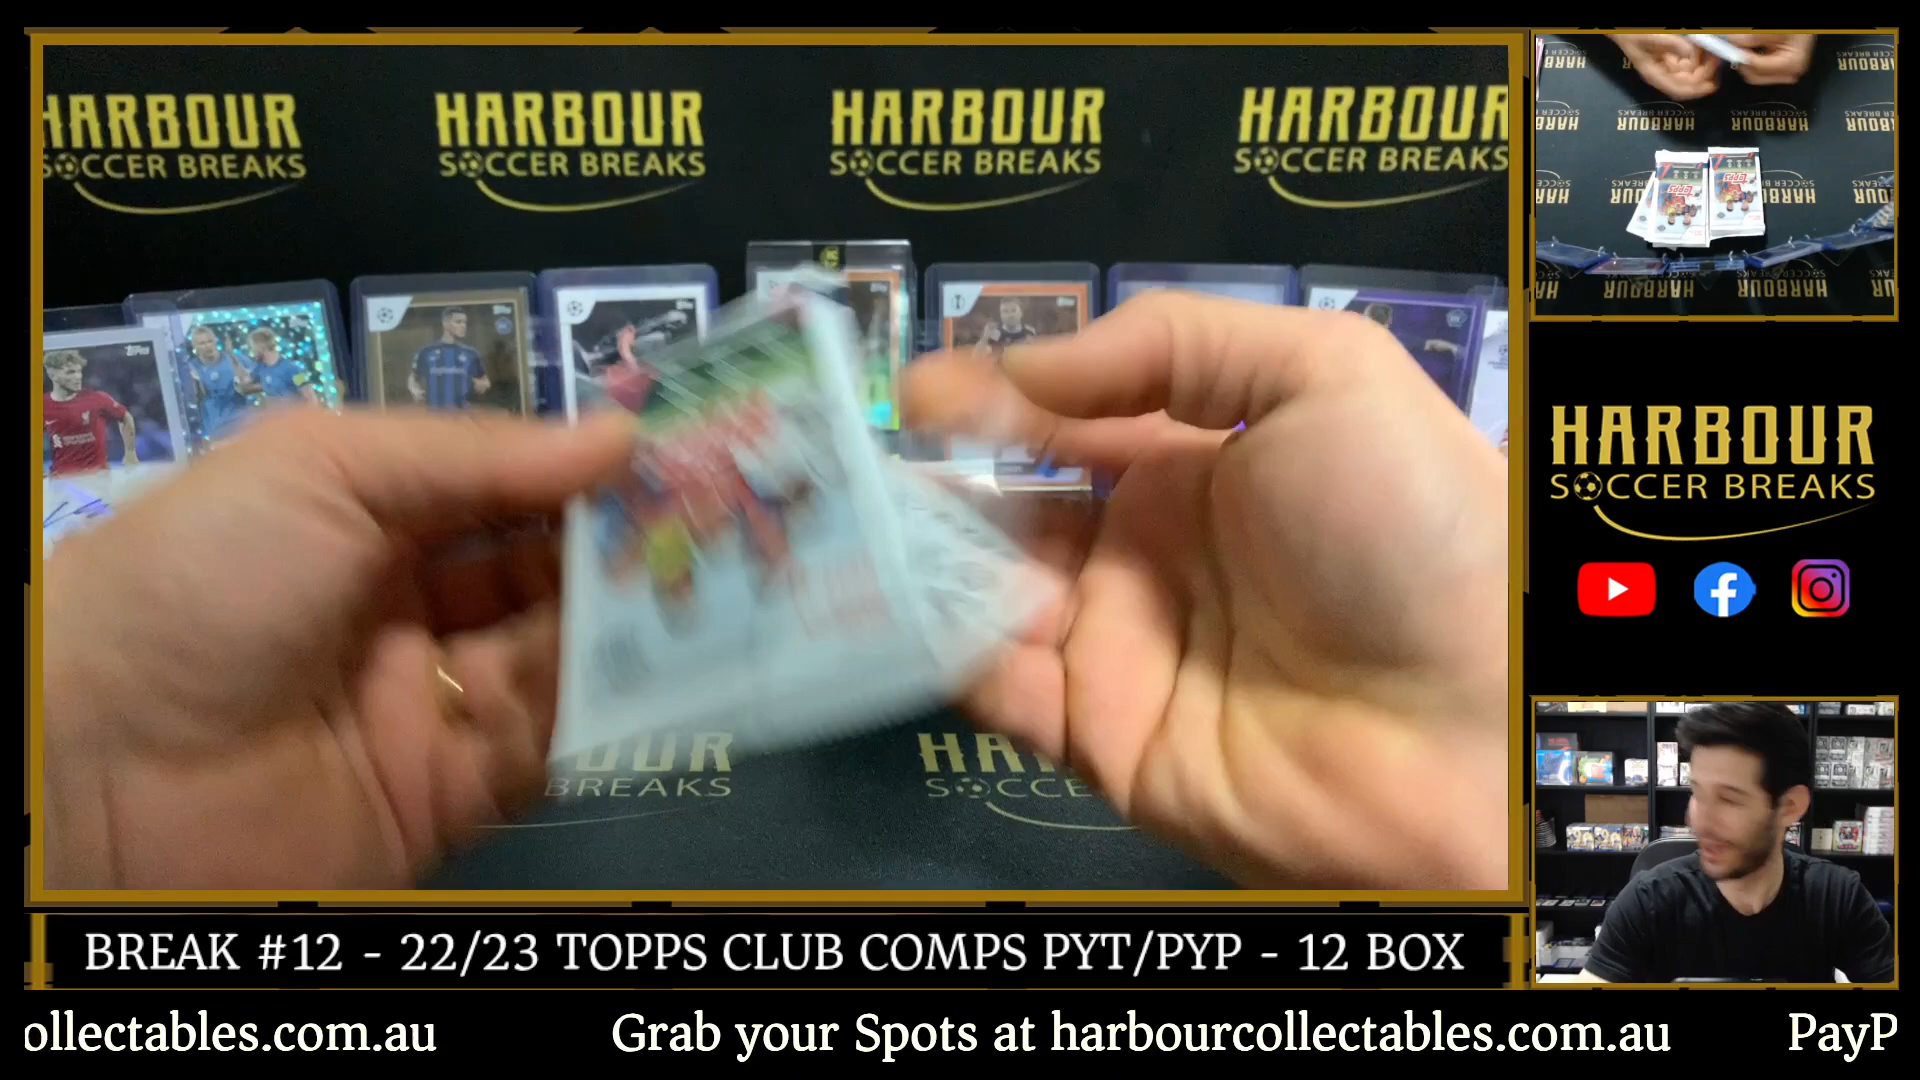 HARBOUR HARBOUR HARBOUR HARBOUR
SOCCER BREAKS SOCCER BREAKS SOCCER BREAKS SOCCER BREAKS
HARBOUR
SOCCER BREAKS
BREAK #12 - 22/23 TOPPS CLUB COMPS PYT/PYP - 12 BOX
ollectables.com.au Grab your Spots at harbourcollectables.com.au PayP